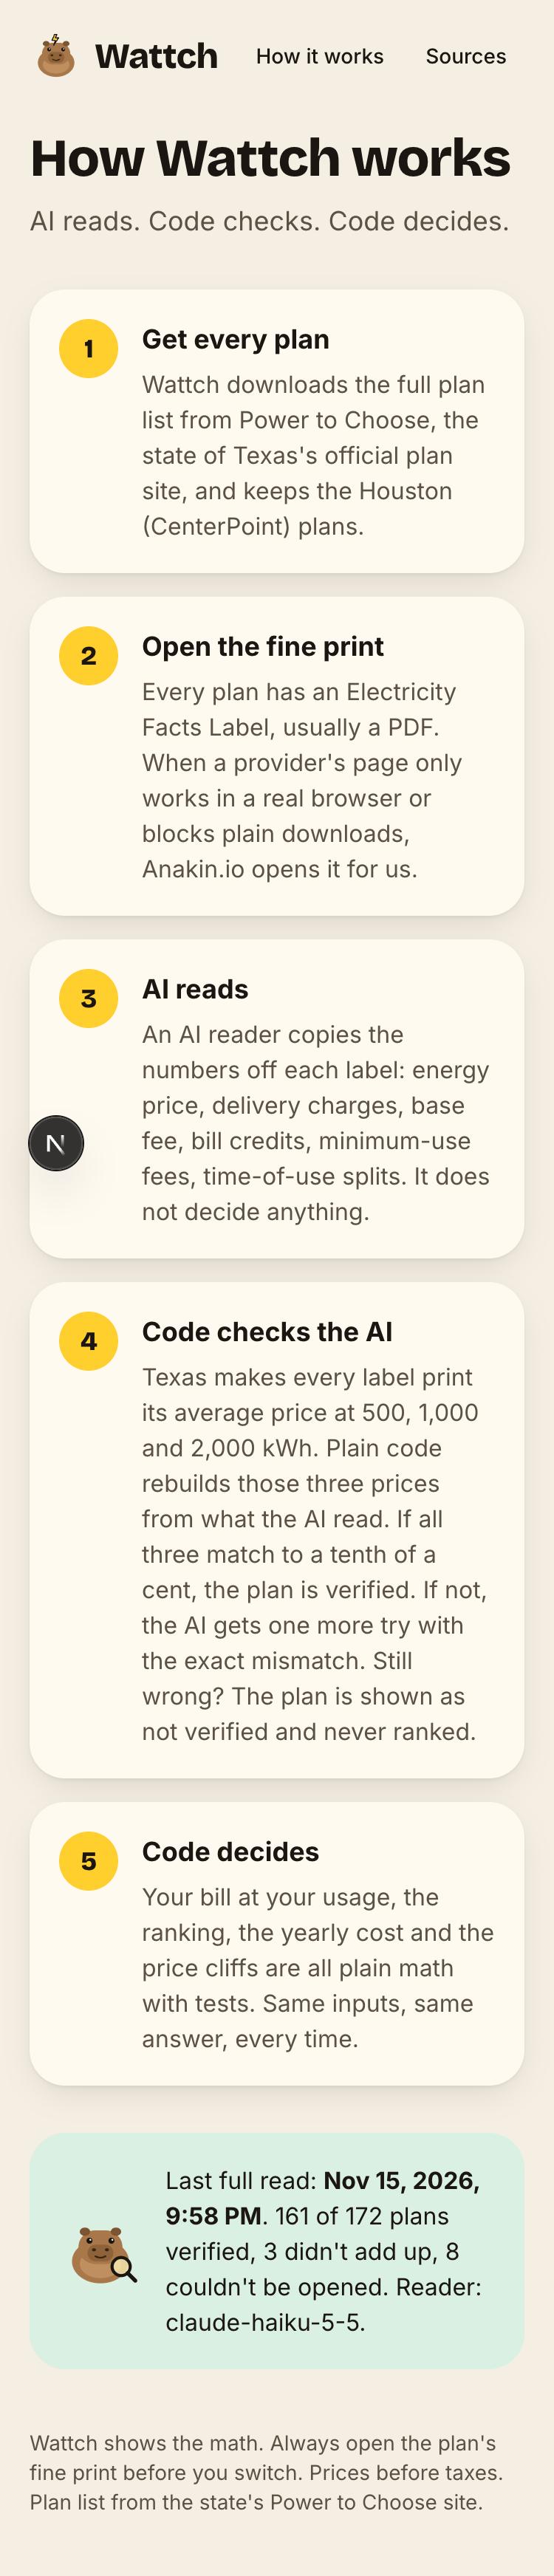 Wattch How it works Sources
How Wattch works
AI reads. Code checks. Code decides.
1 Get every plan
Wattch downloads the full plan
list from Power to Choose, the
state of Texas's official plan
site, and keeps the Houston
(CenterPoint) plans.
2 Open the fine print
Every plan has an Electricity
Facts Label, usually a PDF.
When a provider's page only
works in a real browser or
blocks plain downloads,
Anakin.io opens it for us.
3 AI reads
An AI reader copies the
numbers off each label: energy
price, delivery charges, base
fee, bill credits, minimum-use
fees, time-of-use splits. It does
not decide anything.
N
4 Code checks the AI
Texas makes every label print
its average price at 500, 1,000
and 2,000 kWh. Plain code
rebuilds those three prices
from what the AI read. If all
three match to a tenth of a
cent, the plan is verified. If not,
the AI gets one more try with
the exact mismatch. Still
wrong? The plan is shown as
not verified and never ranked.
5 Code decides
Your bill at your usage, the
ranking, the yearly cost and the
price cliffs are all plain math
with tests. Same inputs, same
answer, every time.
Last full read: Nov 15, 2026,
9:58 PM. 161 of 172 plans
verified, 3 didn't add up, 8
couldn't be opened. Reader:
claude-haiku-5-5.
Wattch shows the math. Always open the plan's
fine print before you switch. Prices before taxes.
Plan list from the state's Power to Choose site.